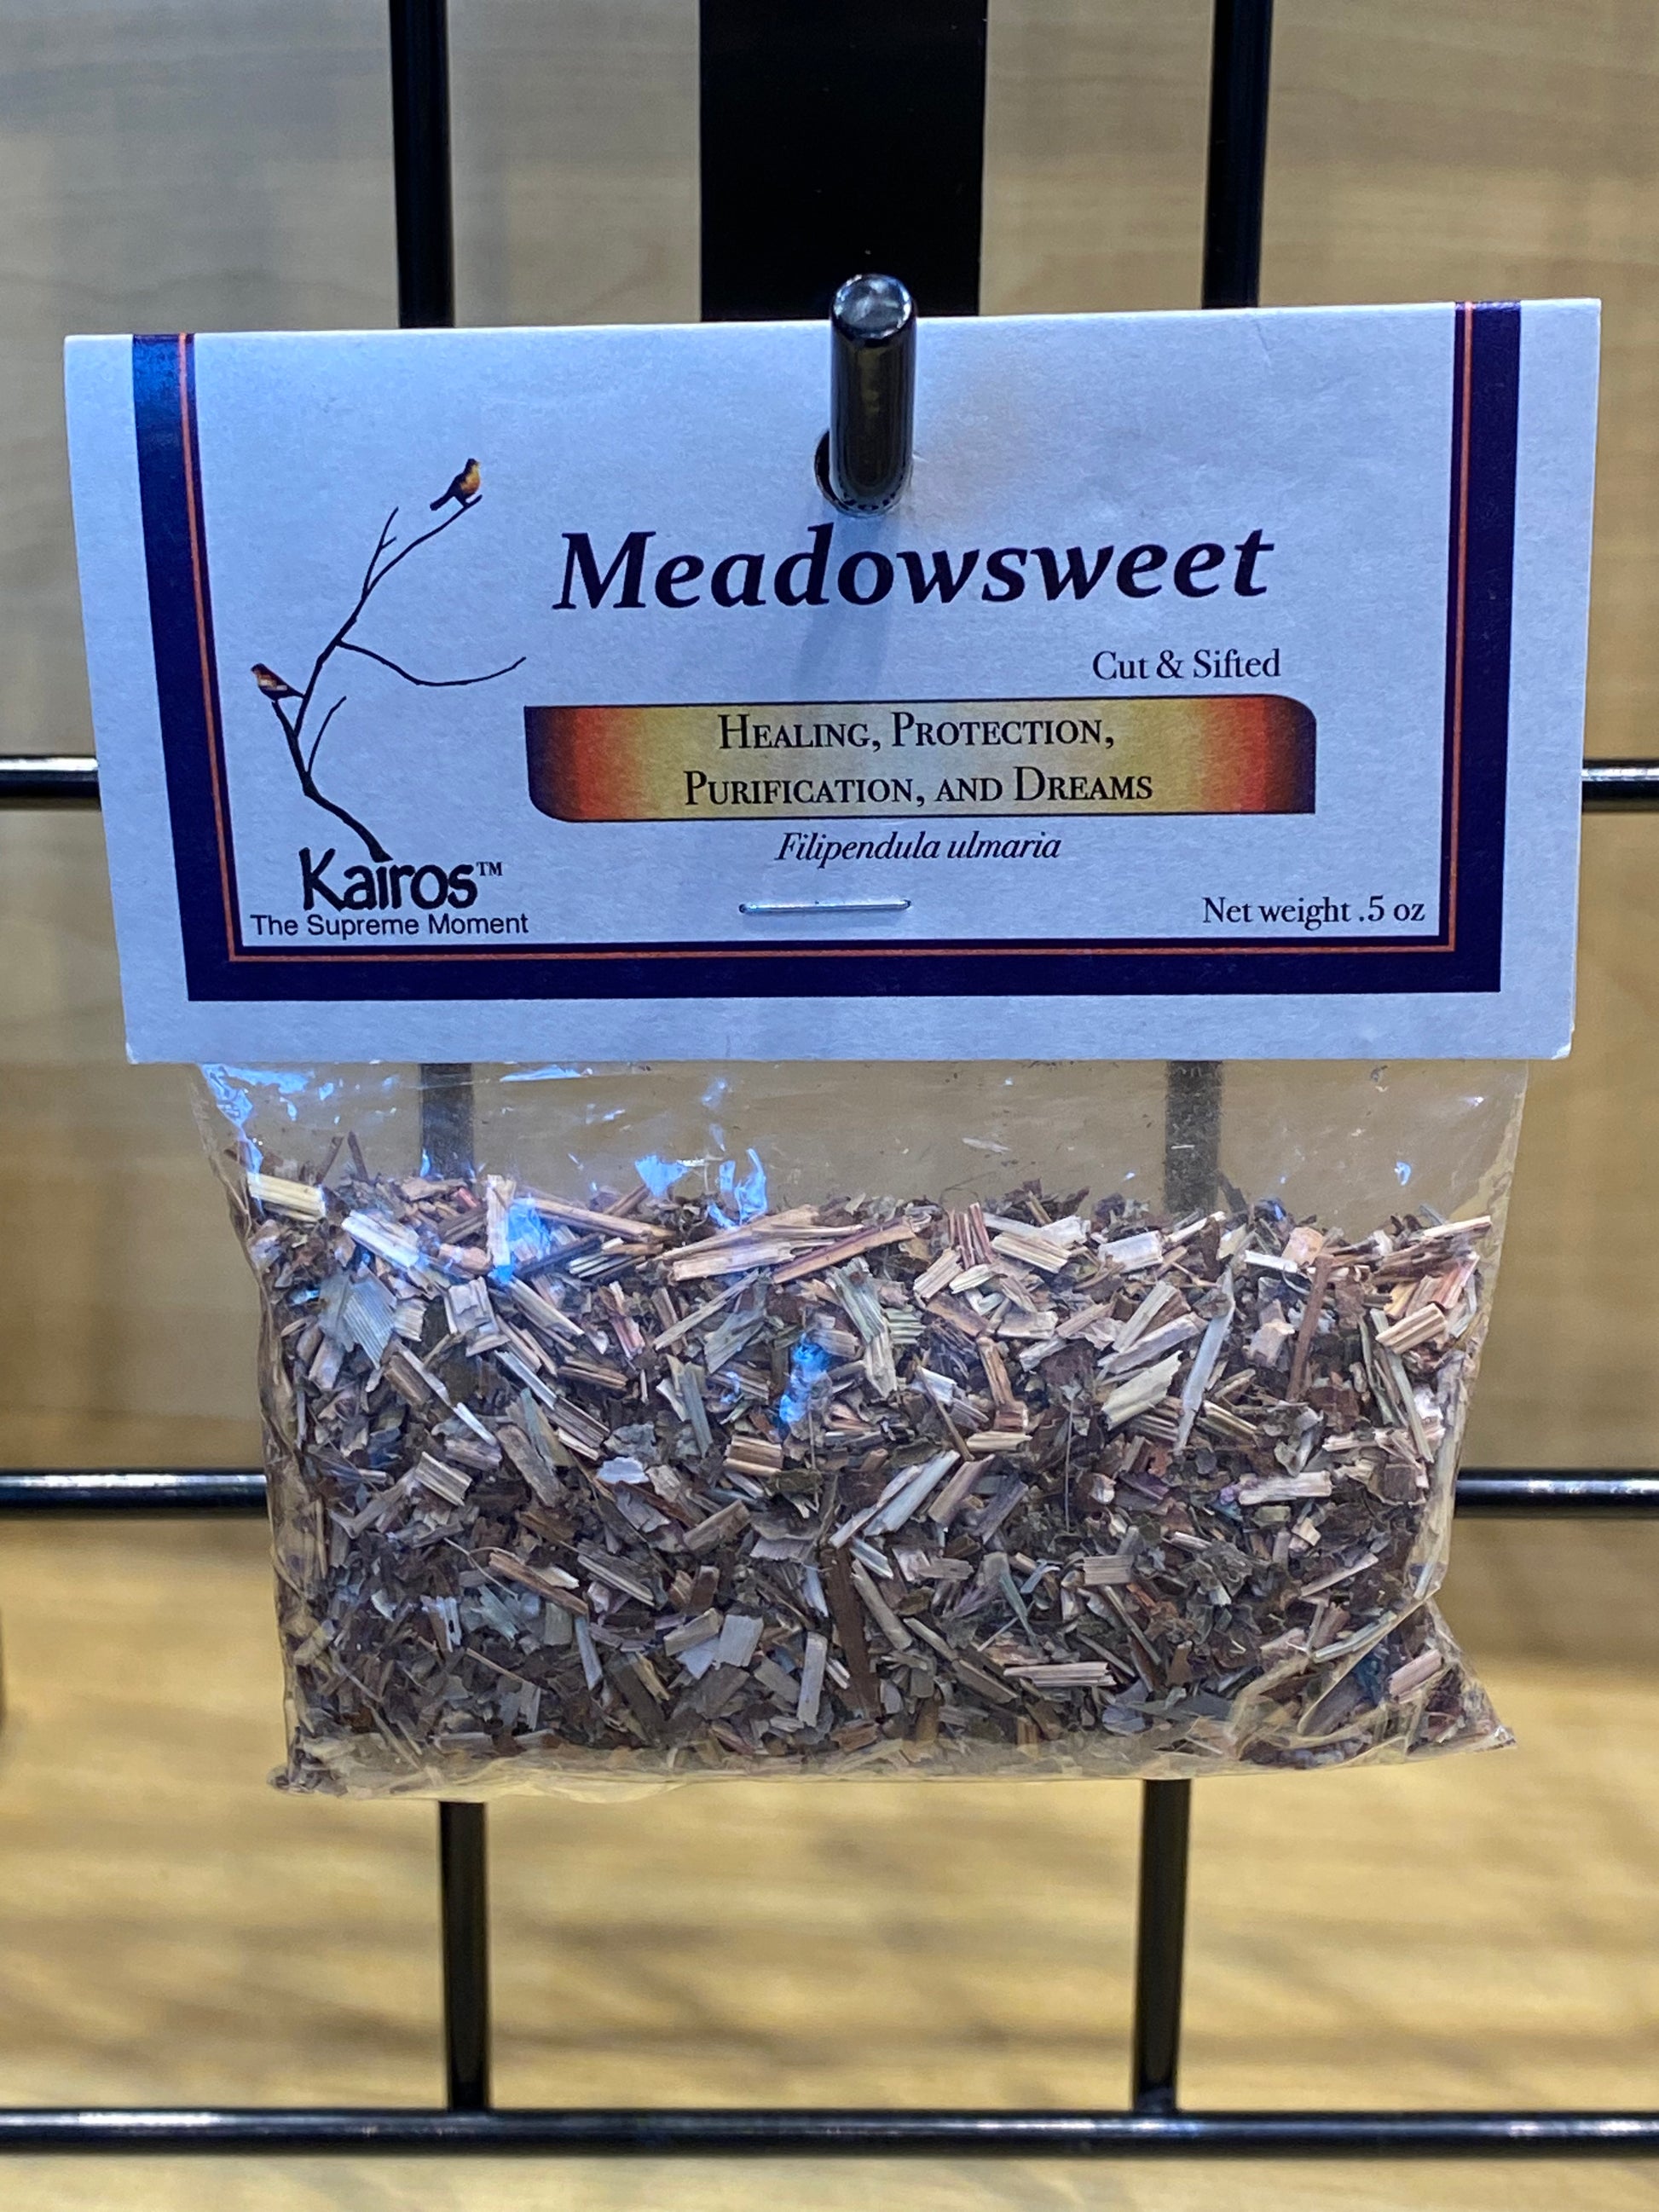 Meadowsweet
Cut & Sifted
HEALING, PROTECTION,
PURIFICATION, AND DREAMS
Filipendula ulmaria
Kairos™
The Supreme Moment
Net weight .5 oz